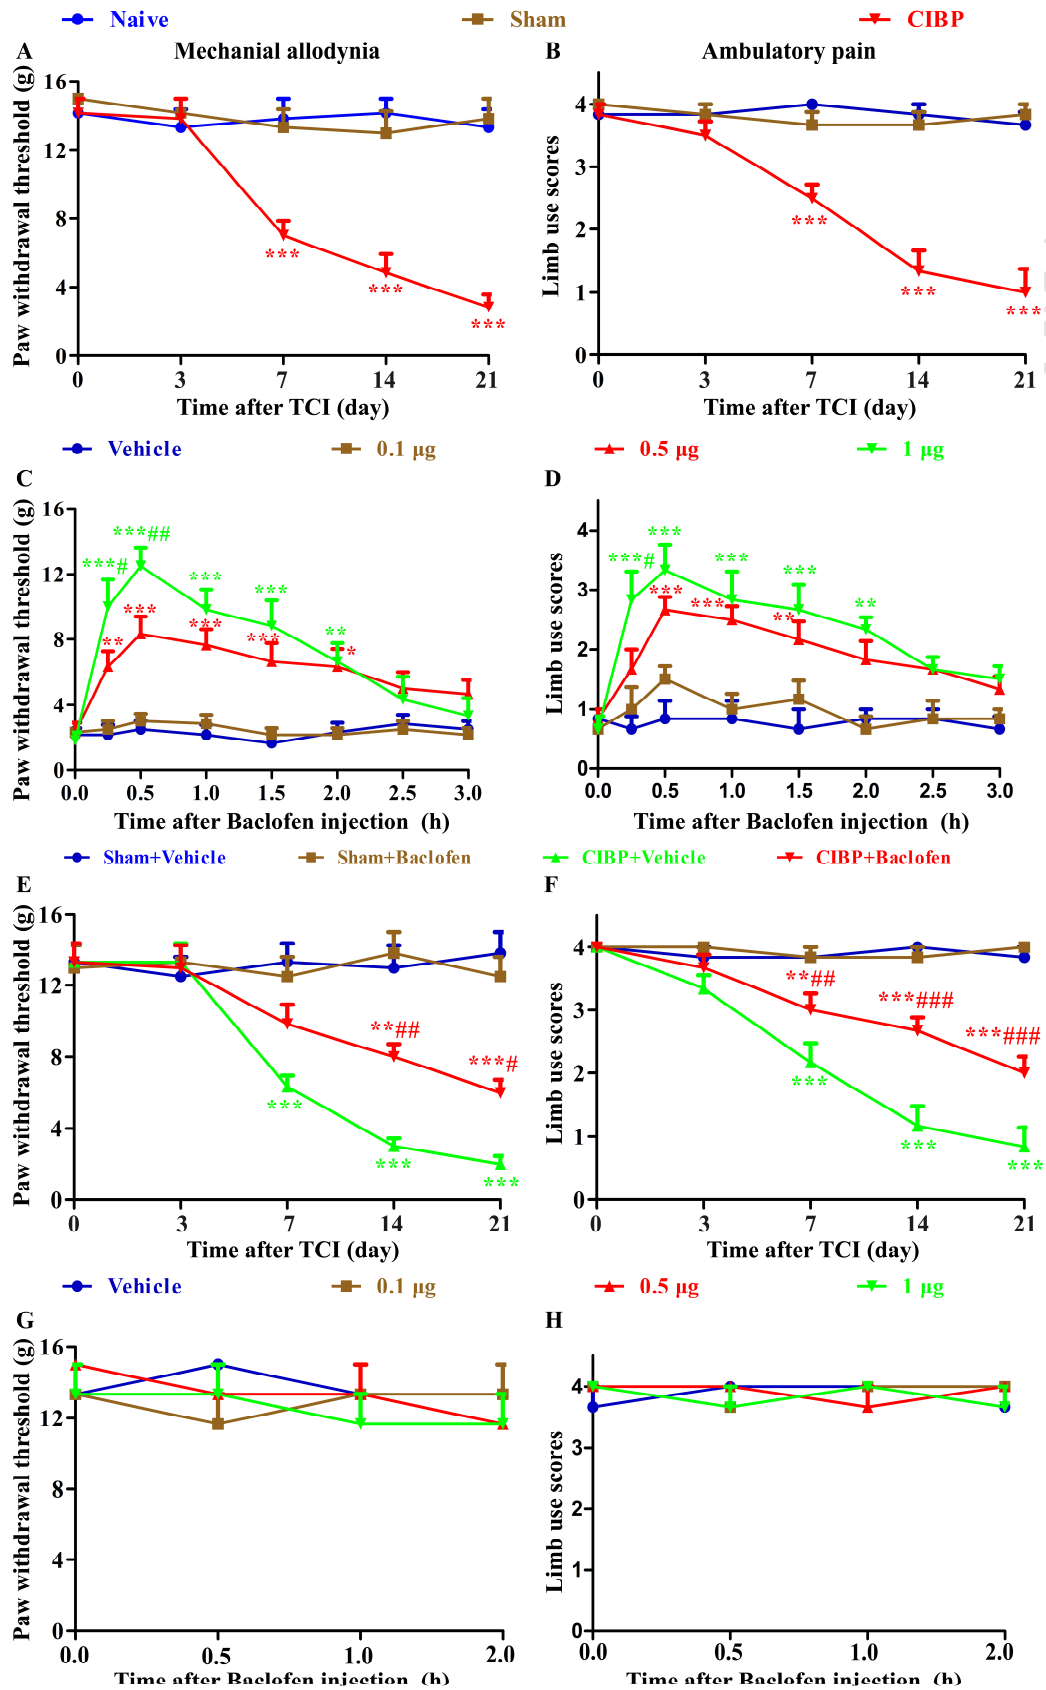 Naive Sham CIBP
A Mechanial allodynia B Ambulatory pain
Paw withdrawal threshold (g)
16
12
8
4
0
*** *** ***
0 3 7 14 21
Time after TCI (day)
Limb use scores
4
3
2
1
0
*** *** ***
0 3 7 14 21
Time after TCI (day)
Vehicle 0.1 µg 0.5 µg 1 µg
C
Paw withdrawal threshold (g)
16
12
8
4
0
***# ***## *** *** **
** *** *** *** *
0.0 0.5 1.0 1.5 2.0 2.5 3.0
Time after Baclofen injection (h)
D
Limb use scores
4
3
2
1
0
***# *** *** *** **
*** *** **
0.0 0.5 1.0 1.5 2.0 2.5 3.0
Time after Baclofen injection (h)
Sham+Vehicle Sham+Baclofen CIBP+Vehicle CIBP+Baclofen
E
Paw withdrawal threshold (g)
16
12
8
4
0
**## ***#
*** *** ***
0 3 7 14 21
Time after TCI (day)
F
Limb use scores
4
3
2
1
0
**## ***### ***###
*** *** ***
0 3 7 14 21
Time after TCI (day)
Vehicle 0.1 µg 0.5 µg 1 µg
G
Paw withdrawal threshold (g)
16
12
8
4
0
0.0 0.5 1.0 2.0
Time after Baclofen injection (h)
H
Limb use scores
4
3
2
1
0
0.0 0.5 1.0 2.0
Time after Baclofen injection (h)